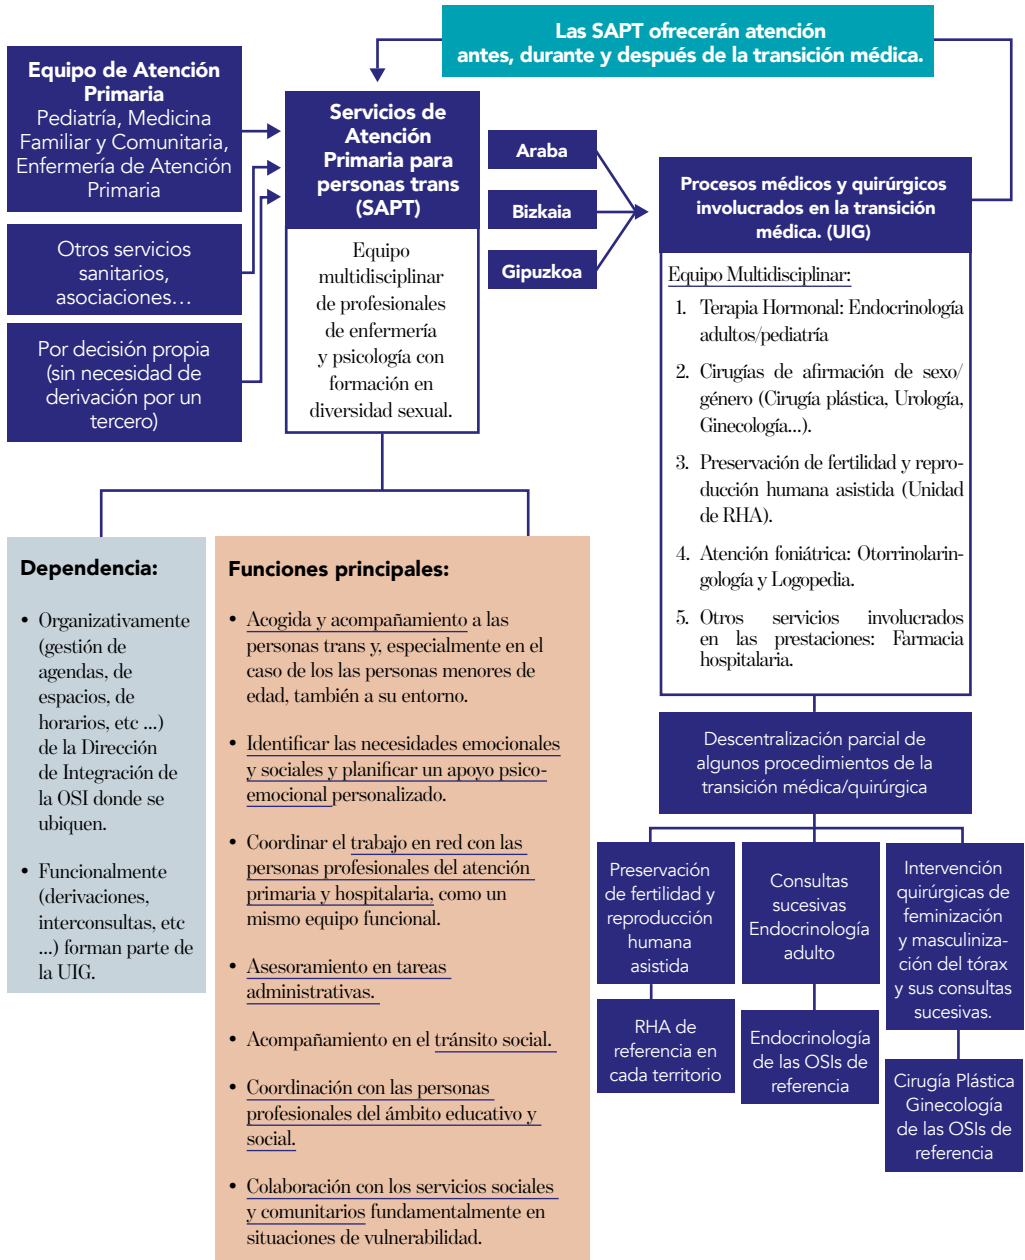 Las SAPT ofrecerán atención
antes, durante y después de la transición médica.
Equipo de Atención
Primaria
Pediatría, Medicina
Familiar y Comunitaria,
Enfermería de Atención
Primaria
Otros servicios
sanitarios,
asociaciones…
Por decisión propia
(sin necesidad de
derivación por un
tercero)
Servicios de
Atención
Primaria para
personas trans
(SAPT)
Equipo
multidisciplinar
de profesionales
de enfermería
y psicología con
formación en
diversidad sexual.
Araba
Bizkaia
Gipuzkoa
Procesos médicos y quirúrgicos
involucrados en la transición
médica. (UIG)
Equipo Multidisciplinar:
1. Terapia Hormonal: Endocrinología
adultos/pediatría
2. Cirugías de afirmación de sexo/
género (Cirugía plástica, Urología,
Ginecología...).
3. Preservación de fertilidad y repro-
ducción humana asistida (Unidad
de RHA).
4. Atención foniátrica: Otorrinolarin-
gología y Logopedia.
5. Otros servicios involucrados
en las prestaciones: Farmacia
hospitalaria.
Dependencia:
• Organizativamente
(gestión de
agendas, de
espacios, de
horarios, etc ...)
de la Dirección
de Integración de
la OSI donde se
ubiquen.
• Funcionalmente
(derivaciones,
interconsultas, etc
...) forman parte de
la UIG.
Funciones principales:
• Acogida y acompañamiento a las
personas trans y, especialmente en el
caso de los las personas menores de
edad, también a su entorno.
• Identificar las necesidades emocionales
y sociales y planificar un apoyo psico-
emocional personalizado.
• Coordinar el trabajo en red con las
personas profesionales del atención
primaria y hospitalaria, como un
mismo equipo funcional.
• Asesoramiento en tareas
administrativas.
• Acompañamiento en el tránsito social.
• Coordinación con las personas
profesionales del ámbito educativo y
social.
• Colaboración con los servicios sociales
y comunitarios fundamentalmente en
situaciones de vulnerabilidad.
Descentralización parcial de
algunos procedimientos de la
transición médica/quirúrgica
Preservación
de fertilidad y
reproducción
humana
asistida
RHA de
referencia en
cada territorio
Consultas
sucesivas
Endocrinología
adulto
Endocrinología
de las OSIs de
referencia
Intervención
quirúrgicas de
feminización
y masculiniza-
ción del tórax
y sus consultas
sucesivas.
Cirugía Plástica
Ginecología
de las OSIs de
referencia